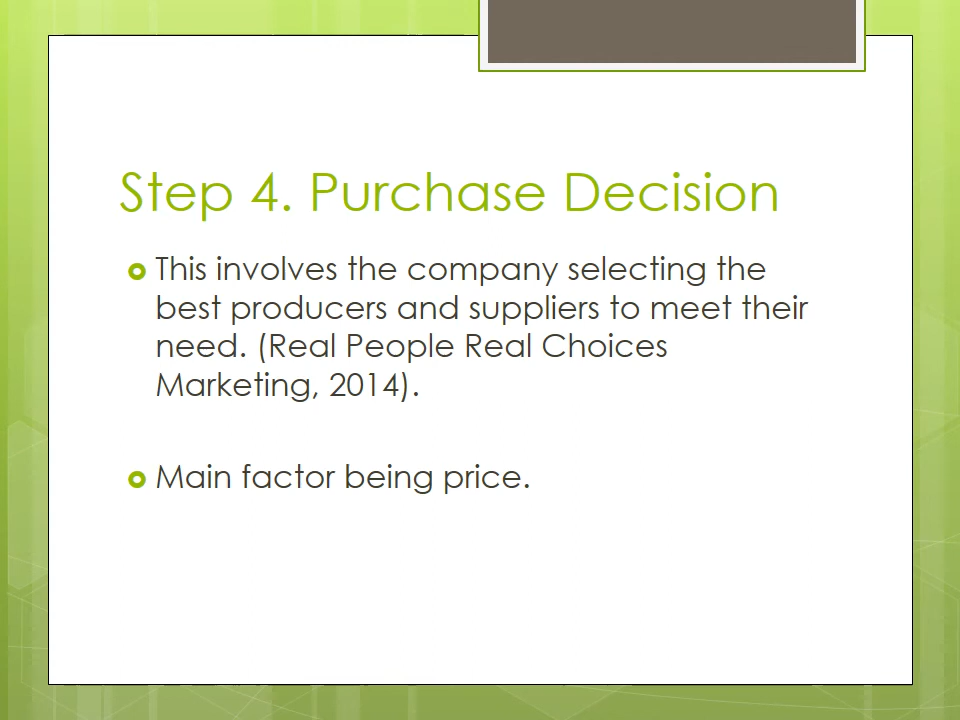 Step 4. Purchase Decision
This involves the company selecting the
best producers and suppliers to meet their
need. (Real People Real Choices
Marketing, 2014).
Main factor being price.